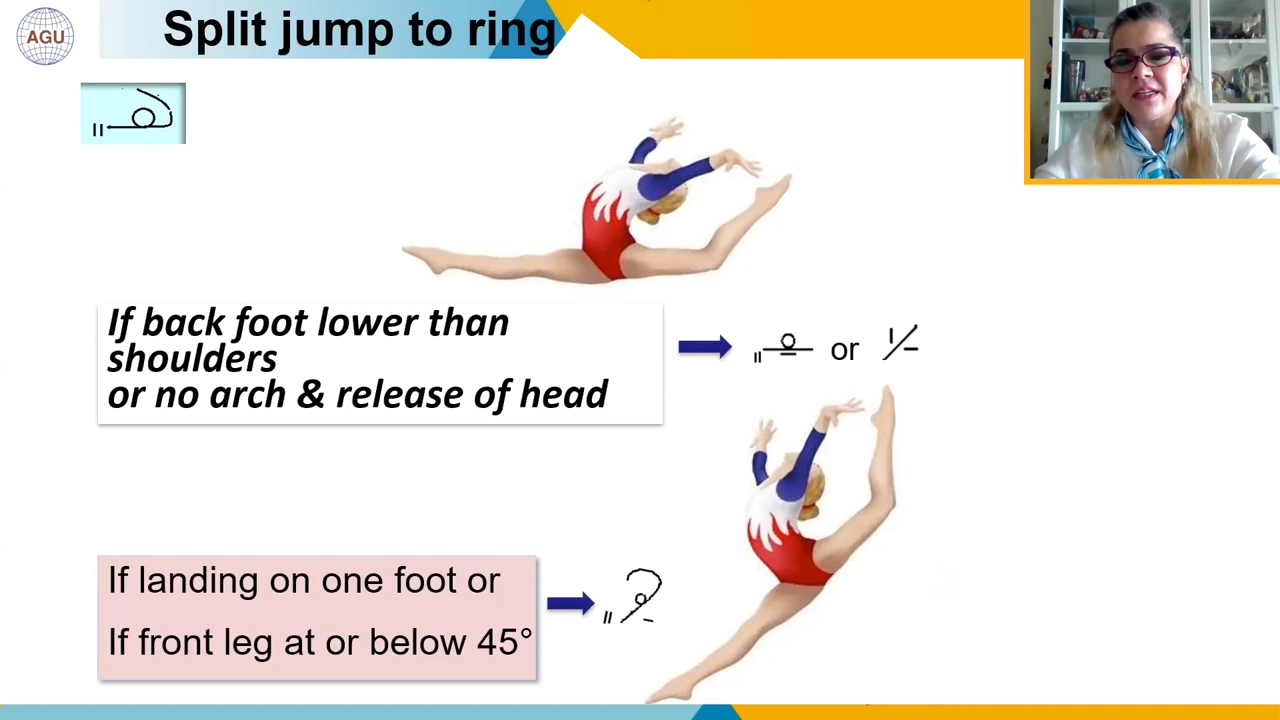 AGU
Split jump to ring
If back foot lower than
shoulders
or no arch & release of head
or
If landing on one foot or
If front leg at or below 45°